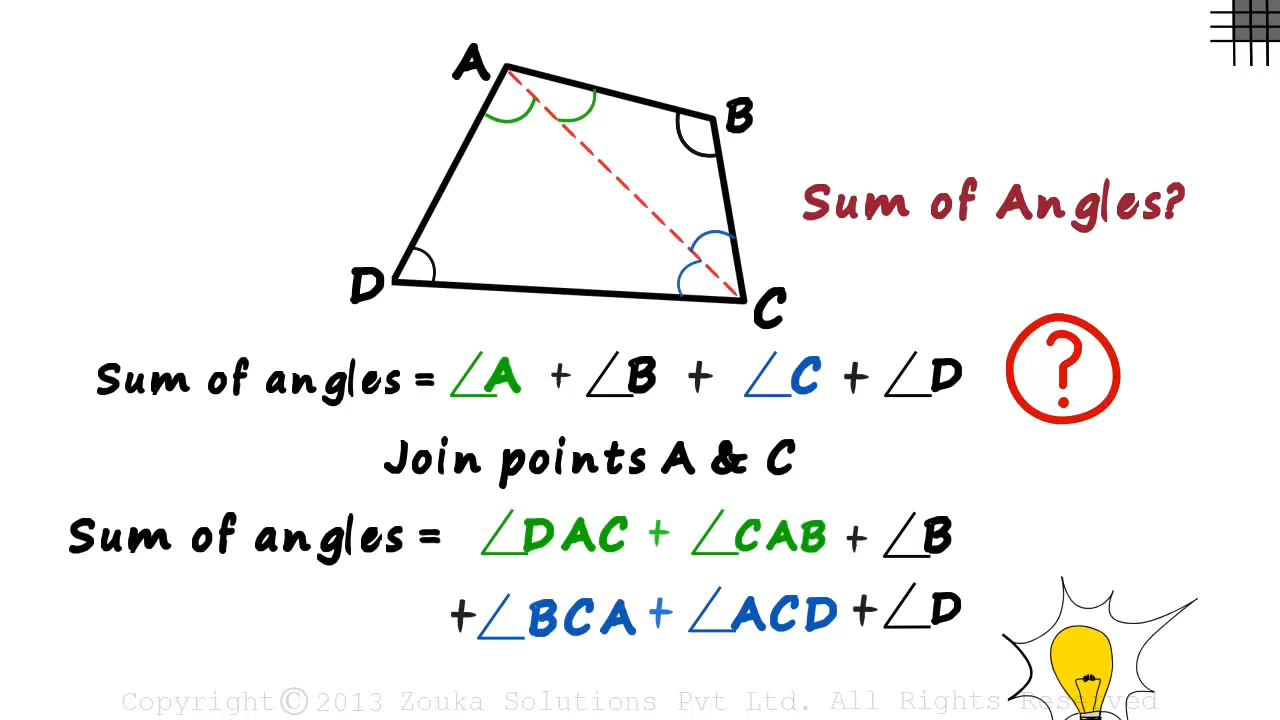 A
B
Sum of Angles?
D
C
Sum of angles = ∠A + ∠B + ∠C + ∠D
?
Join points A & C
Sum of angles = ∠DAC + ∠CAB + ∠B
+ ∠BCA + ∠ACD + ∠D
Copyright © 2013 Zouka Solutions Pvt Ltd. All Rights Reserved